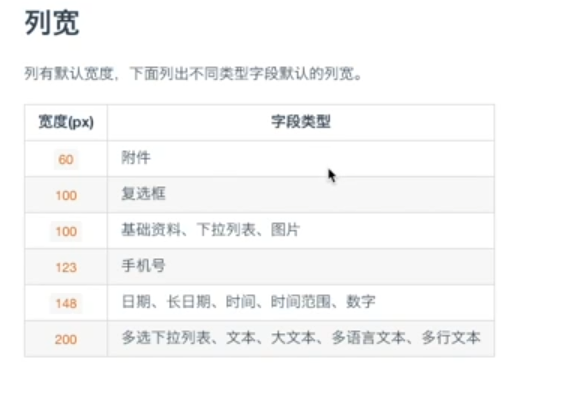 列宽
列有默认宽度，下面列出不同类型字段默认的列宽。
宽度(px) 字段类型
60 附件
100 复选框
100 基础资料、下拉列表、图片
123 手机号
148 日期、长日期、时间、时间范围、数字
200 多选下拉列表、文本、大文本、多语言文本、多行文本